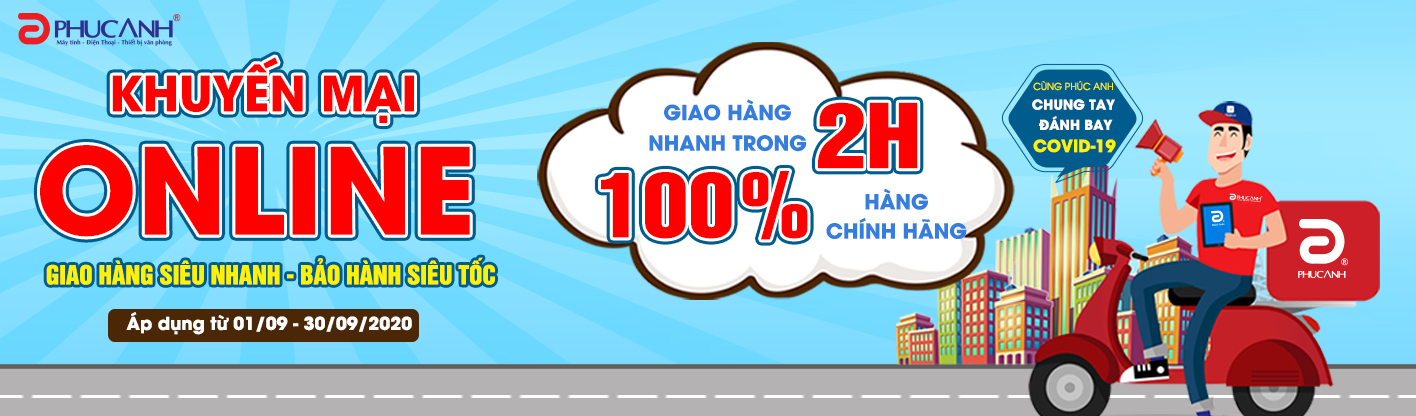 PHUCANH®
Máy tính - Điện Thoại - Thiết bị văn phòng
KHUYẾN MẠI
ONLINE
GIAO HÀNG SIÊU NHANH - BẢO HÀNH SIÊU TỐC
Áp dụng từ 01/09 - 30/09/2020
GIAO HÀNG
NHANH TRONG 2H
100% HÀNG
CHÍNH HÃNG
CÙNG PHÚC ANH
CHUNG TAY
ĐÁNH BAY
COVID-19
PHUCANH
PHUCANH®